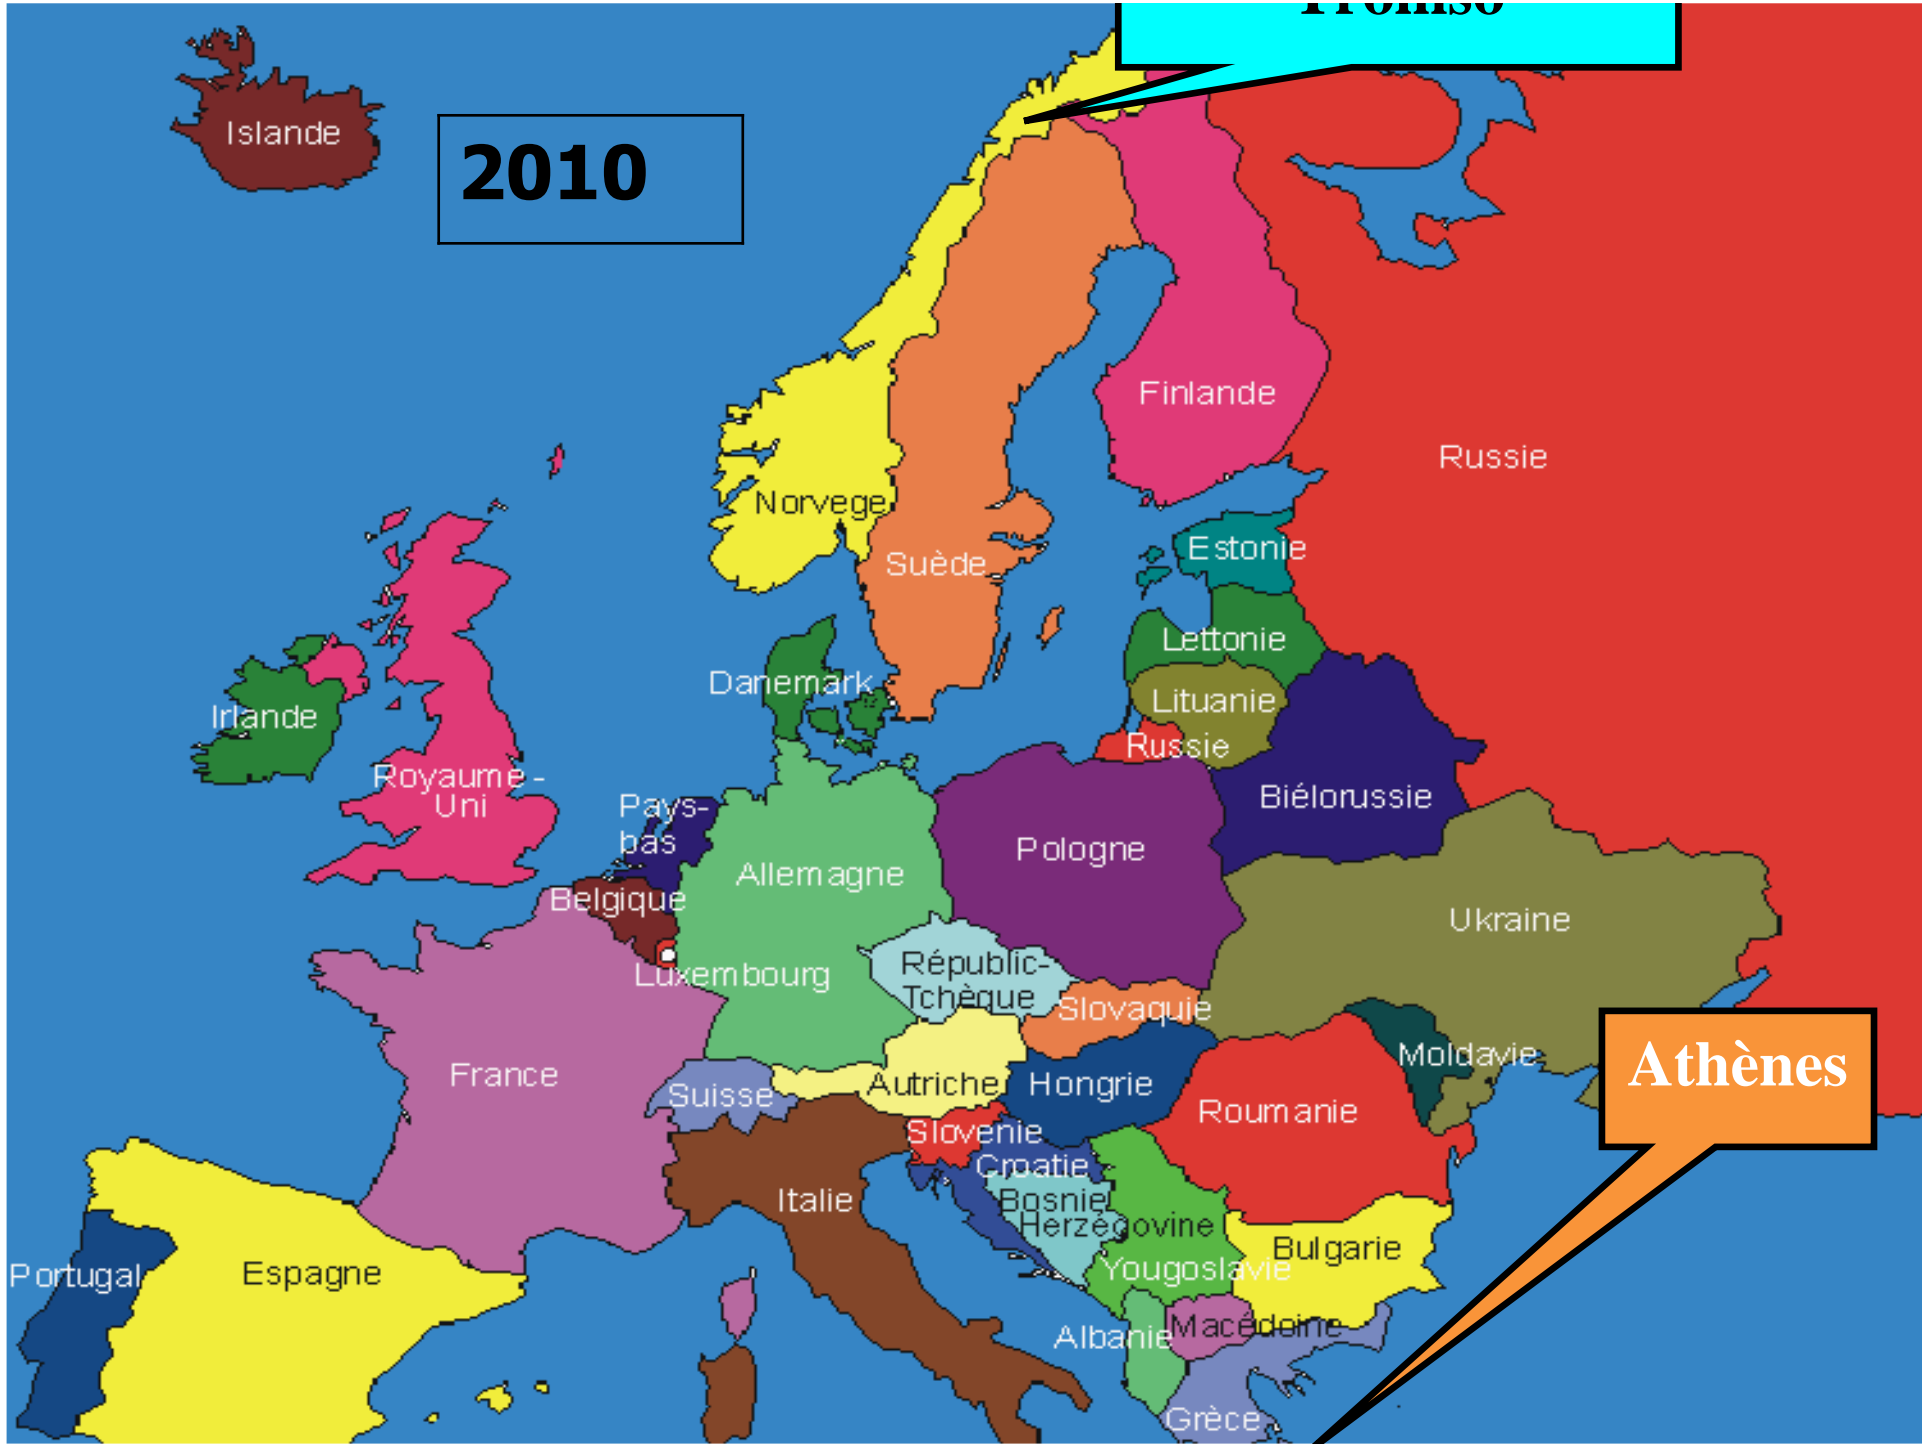 Tromsö
Islande
2010
Finlande
Russie
Norvege
Suède
Estonie
Lettonie
Danemark
Lituanie
Irlande
Russie
Royaume-
Uni
Pays-
bas
Biélorussie
Pologne
Allemagne
Belgique
Ukraine
Républic-
Tchèque
Luxembourg
Slovaquie
Moldavie
Athènes
France
Suisse
Autriche
Hongrie
Roumanie
Slovenie
Croatie
Italie
Bosnie
Herzégovine
Bulgarie
Portugal
Espagne
Yougoslavie
Macédoine
Albanie
Grèce